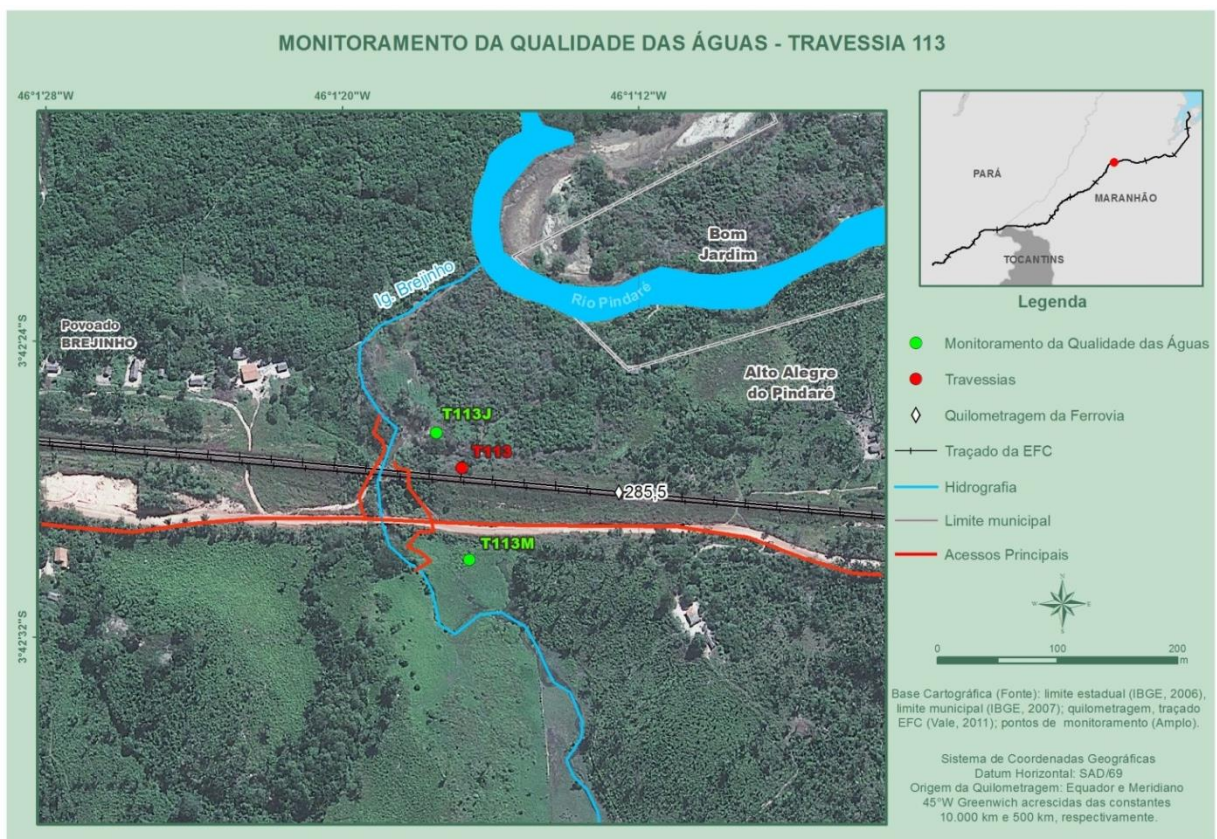 MONITORAMENTO DA QUALIDADE DAS ÁGUAS - TRAVESSIA 113
46°1'28"W
46°1'20"W
46°1'12"W
3°42'24"S
3°42'32"S
Bom
Jardim
Ig. Brejinho
Rio Pindaré
Povoado
BREJINHO
Alto Alegre
do Pindaré
T113J
T113
285,5
T113M
PARÁ
MARANHÃO
TOCANTINS
Legenda
Monitoramento da Qualidade das Águas
Travessias
Quilometragem da Ferrovia
Traçado da EFC
Hidrografia
Limite municipal
Acessos Principais
N
0 100 200
m
Base Cartográfica (Fonte): limite estadual (IBGE, 2006),
limite municipal (IBGE, 2007); quilometragem, traçado
EFC (Vale, 2011); pontos de monitoramento (Amplo).
Sistema de Coordenadas Geográficas
Datum Horizontal: SAD/69
Origem da Quilometragem: Equador e Meridiano
45°W Greenwich acrescidas das constantes
10.000 km e 500 km, respectivamente.